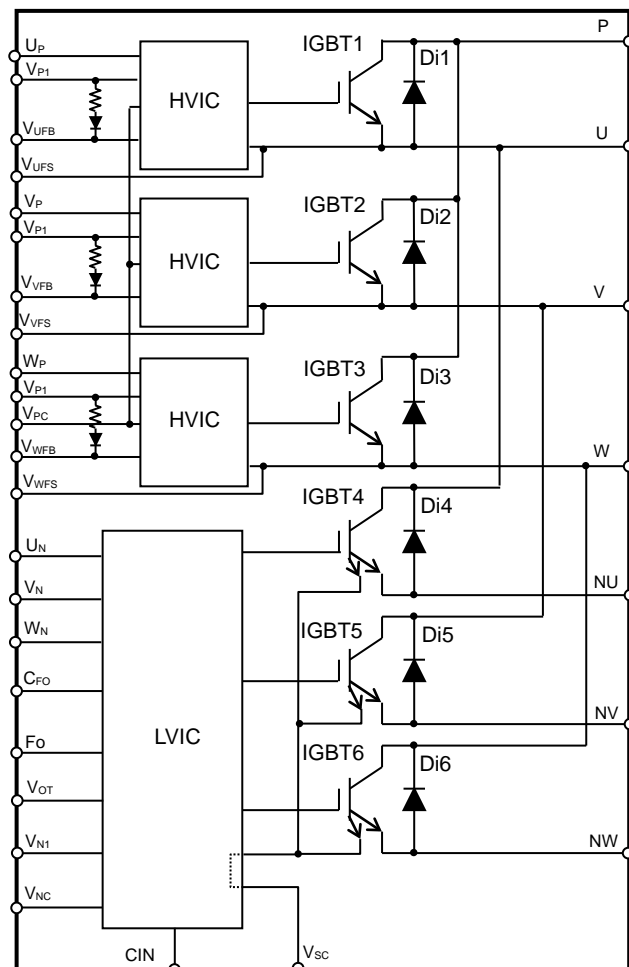 P
IGBT1
Di1
U
UP
VP1
HVIC
VUFB
VUFS
IGBT2
Di2
V
VP
VP1
HVIC
VVFB
VVFS
IGBT3
Di3
W
WP
VP1
VPC
HVIC
VWFB
VWFS
IGBT4
Di4
NU
UN
VN
WN
CFO
Fo
VOT
VN1
VNC
LVIC
IGBT5
Di5
NV
IGBT6
Di6
NW
CIN
VSC